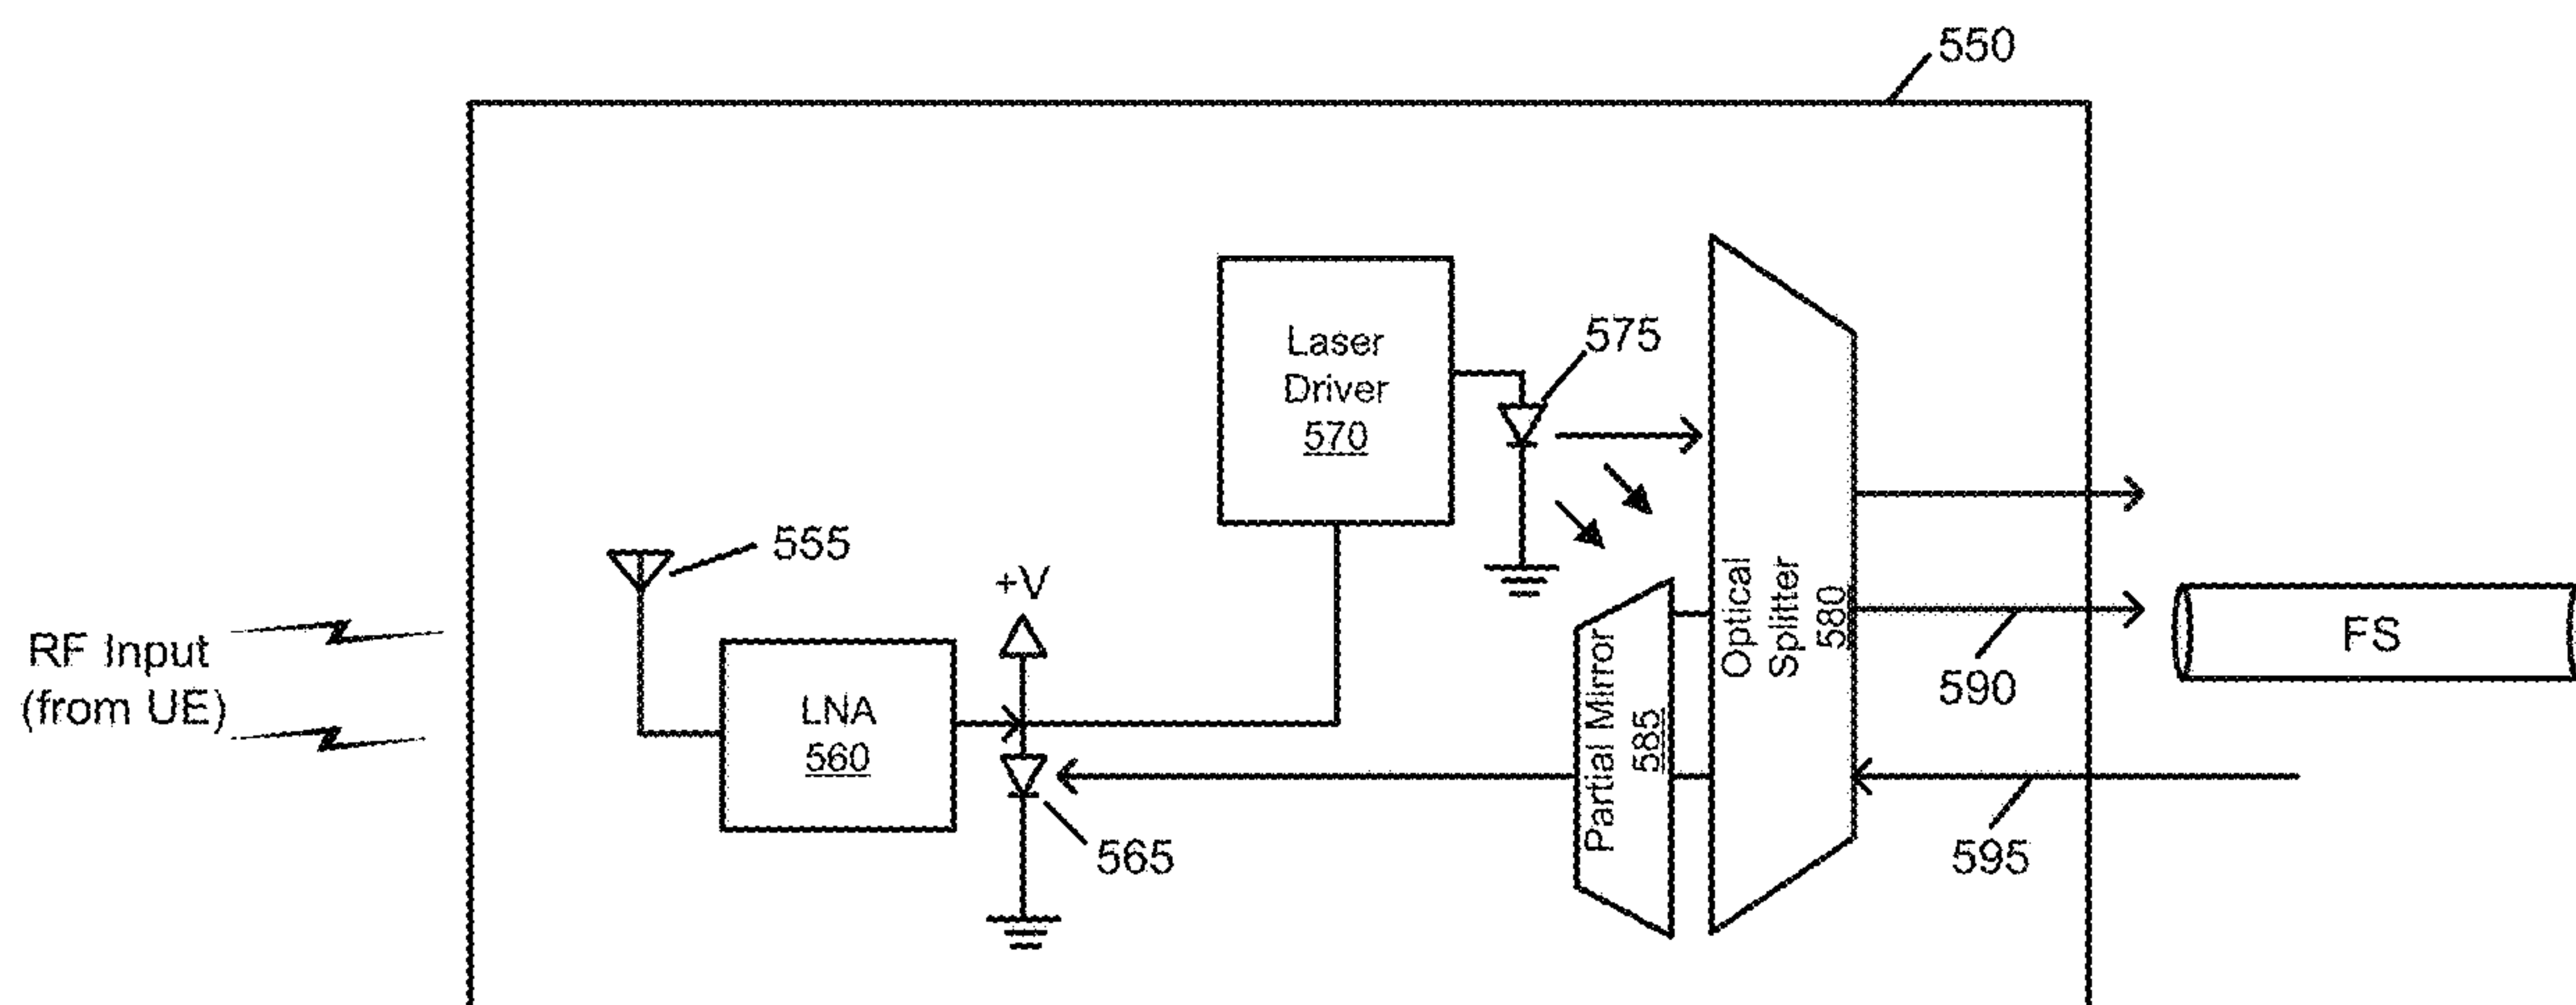 550
575
Laser
Driver
570
555
+V
RF Input
(from UE)
LNA
560
565
Partial Mirror
585
Optical
Splitter
580
590
FS
595